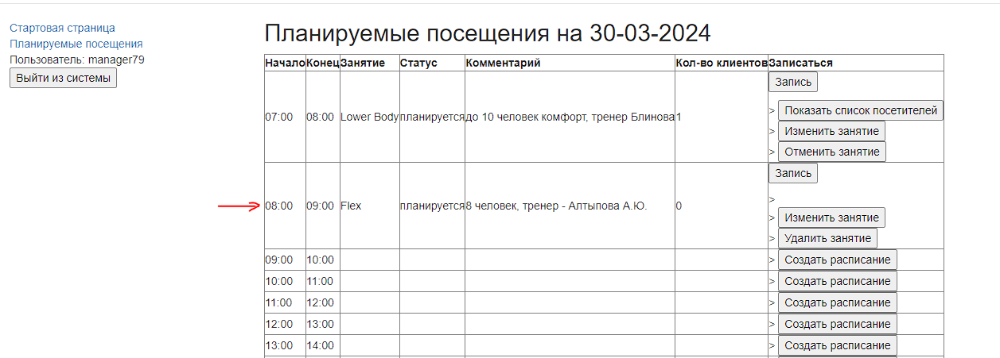 Стартовая страница
Планируемые посещения
Пользователь: manager79
Выйти из системы
Планируемые посещения на 30-03-2024
Начало Конец Занятие Статус Комментарий Кол-во клиентов Записаться
Запись
07:00 08:00 Lower Body планируется до 10 человек комфорт, тренер Блинова 1
> Показать список посетителей
> Изменить занятие
> Отменить занятие
Запись
>
08:00 09:00 Flex планируется 8 человек, тренер - Алтыпова А.Ю. 0
> Изменить занятие
> Удалить занятие
09:00 10:00 > Создать расписание
10:00 11:00 > Создать расписание
11:00 12:00 > Создать расписание
12:00 13:00 > Создать расписание
13:00 14:00 > Создать расписание